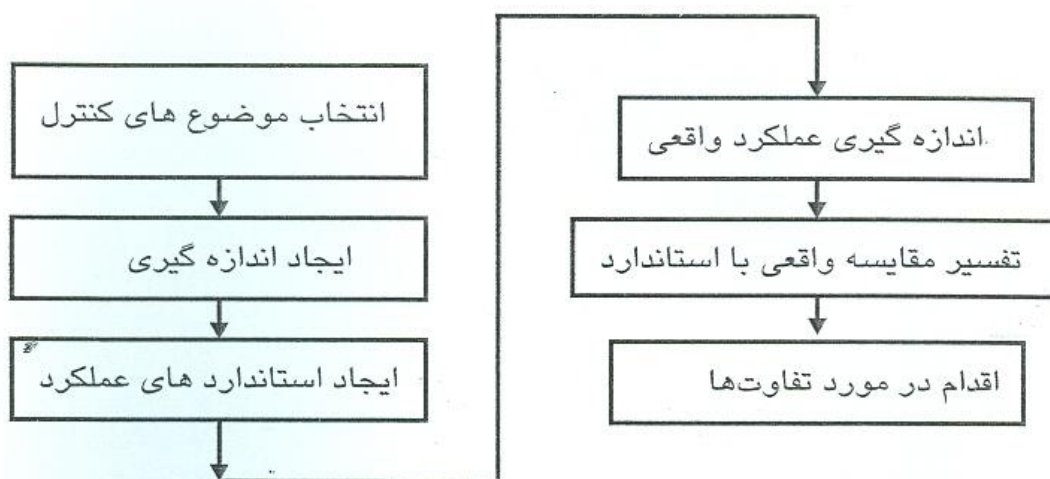 انتخاب موضوع های کنترل
ایجاد اندازه گیری
ایجاد استاندارد های عملکرد
اندازه گیری عملکرد واقعی
تفسیر مقایسه واقعی با استاندارد
اقدام در مورد تفاوت‌ها